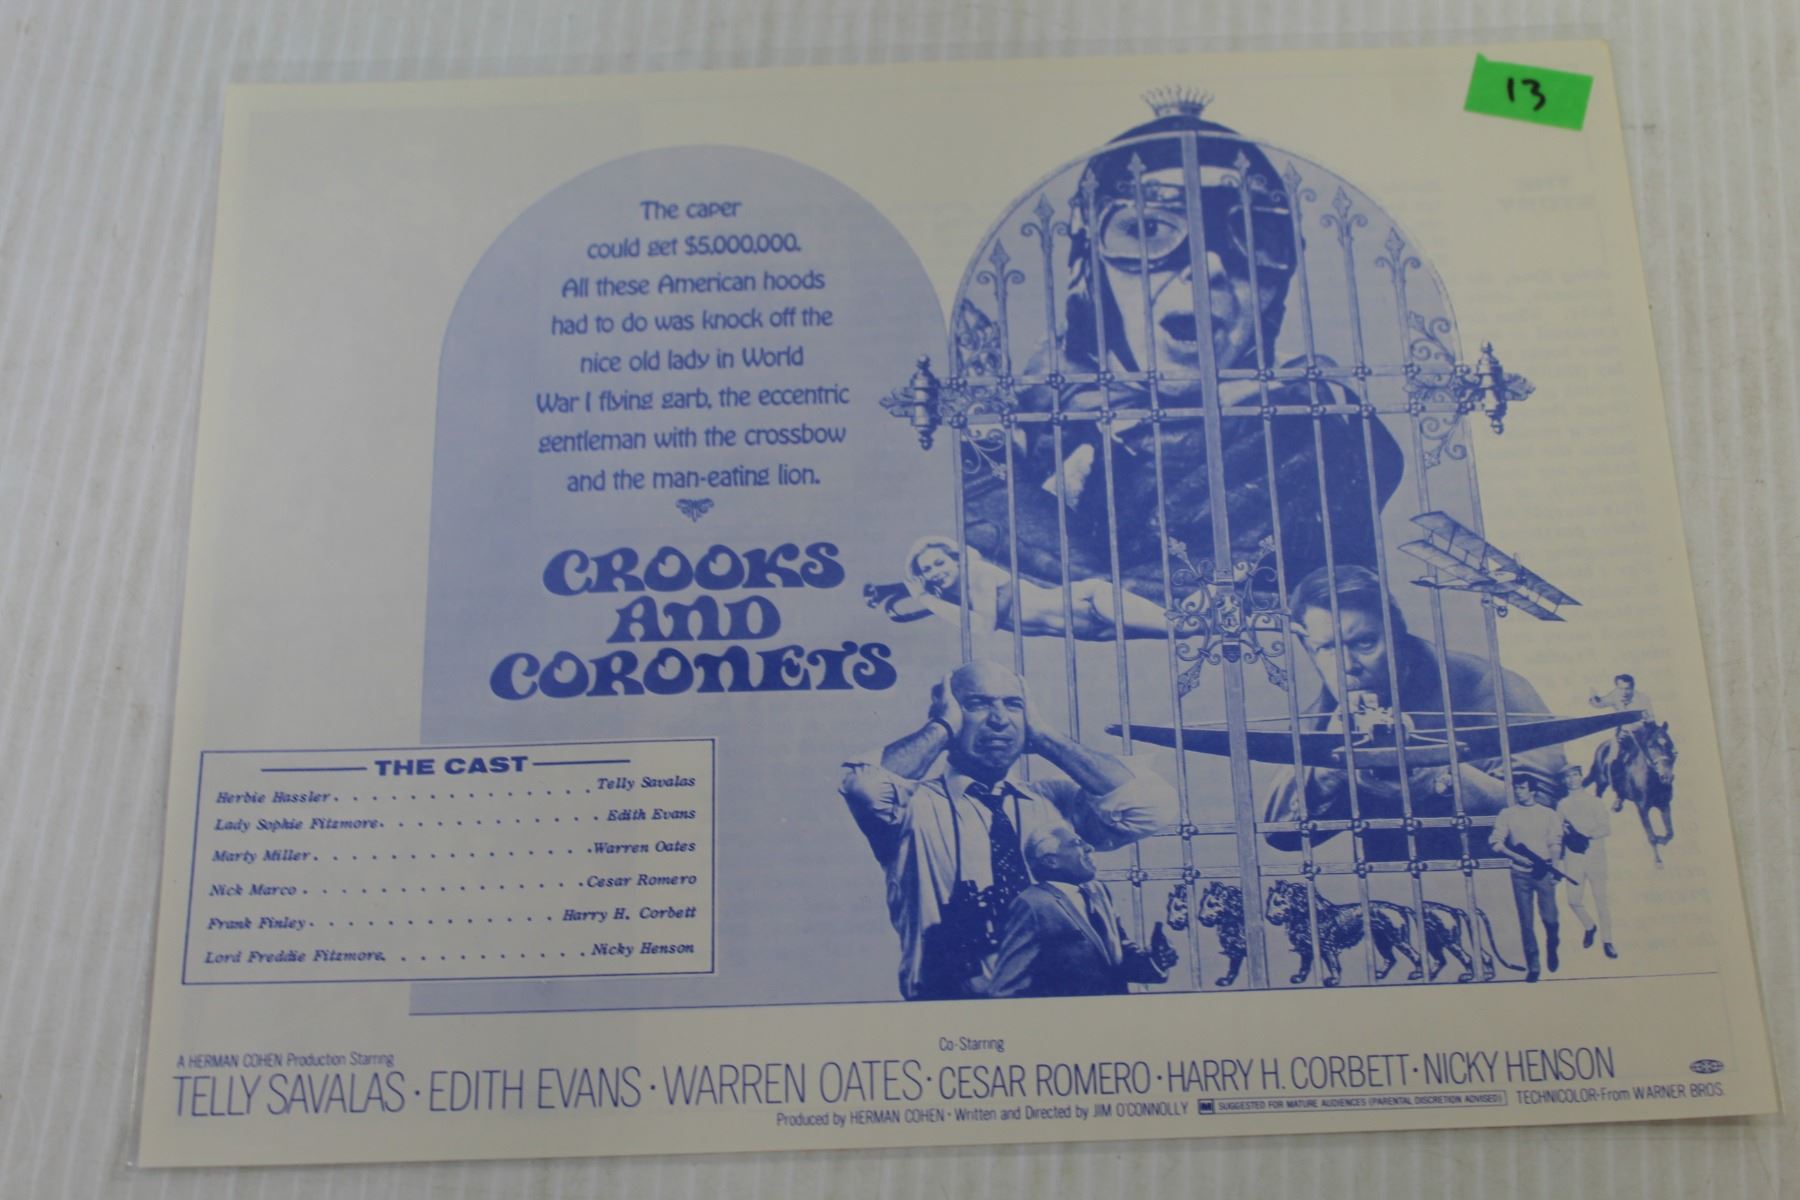 13
The caper
could get $5,000,000.
All these American hoods
had to do was knock off the
nice old lady in World
War I flying garb, the eccentric
gentleman with the crossbow
and the man-eating lion.
CROOKS
AND
CORONETS
THE CAST
Herbie Hassler. . . . . . . . . . . . . . Telly Savalas
Lady Sophie Fitzmore. . . . . . . . . . . . Edith Evans
Marty Miller. . . . . . . . . . . . . . .Warren Oates
Nick Marco . . . . . . . . . . . . . . . Cesar Romero
Frank Finley. . . . . . . . . . . . . Harry H. Corbett
Lord Freddie Fitzmore. . . . . . . . . . Nicky Henson
A HERMAN COHEN Production Starring
Co-Starring
TELLY SAVALAS · EDITH EVANS · WARREN OATES · CESAR ROMERO · HARRY H. CORBETT · NICKY HENSON
Produced by HERMAN COHEN · Written and Directed by JIM O'CONNOLLY M SUGGESTED FOR MATURE AUDIENCES (PARENTAL DISCRETION ADVISED) TECHNICOLOR·From WARNER BROS.